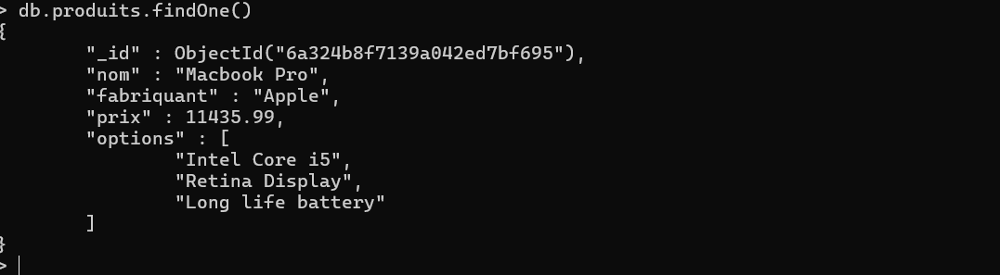 > db.produits.findOne()
{
        "_id" : ObjectId("6a324b8f7139a042ed7bf695"),
        "nom" : "Macbook Pro",
        "fabriquant" : "Apple",
        "prix" : 11435.99,
        "options" : [
                "Intel Core i5",
                "Retina Display",
                "Long life battery"
        ]
}
>